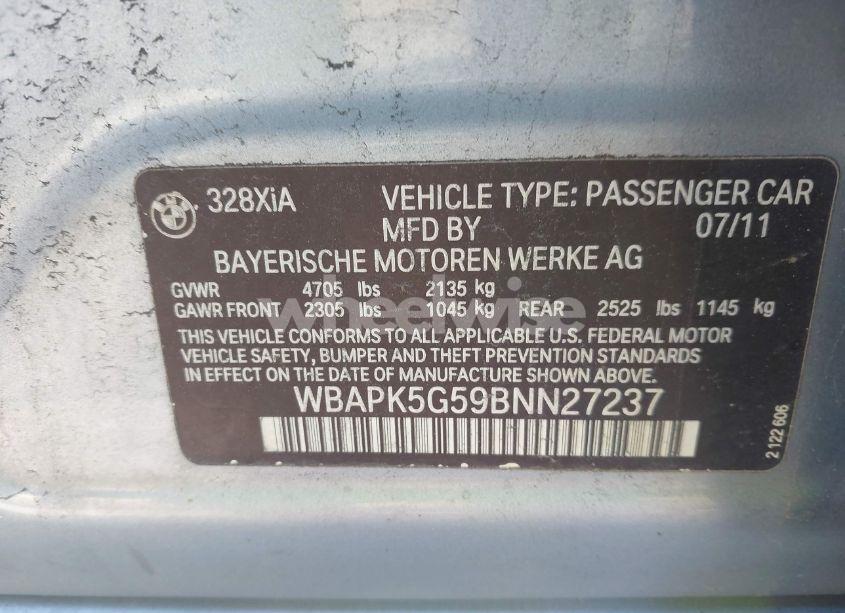 328XiA VEHICLE TYPE: PASSENGER CAR
MFD BY 07/11
BAYERISCHE MOTOREN WERKE AG
GVWR 4705 lbs 2135 kg
GAWR FRONT 2305 lbs 1045 kg REAR 2525 lbs 1145 kg
THIS VEHICLE CONFORMS TO ALL APPLICABLE U.S. FEDERAL MOTOR
VEHICLE SAFETY, BUMPER AND THEFT PREVENTION STANDARDS
IN EFFECT ON THE DATE OF MANUFACTURE SHOWN ABOVE.
WBAPK5G59BNN27237
2 122 606
wheelwise